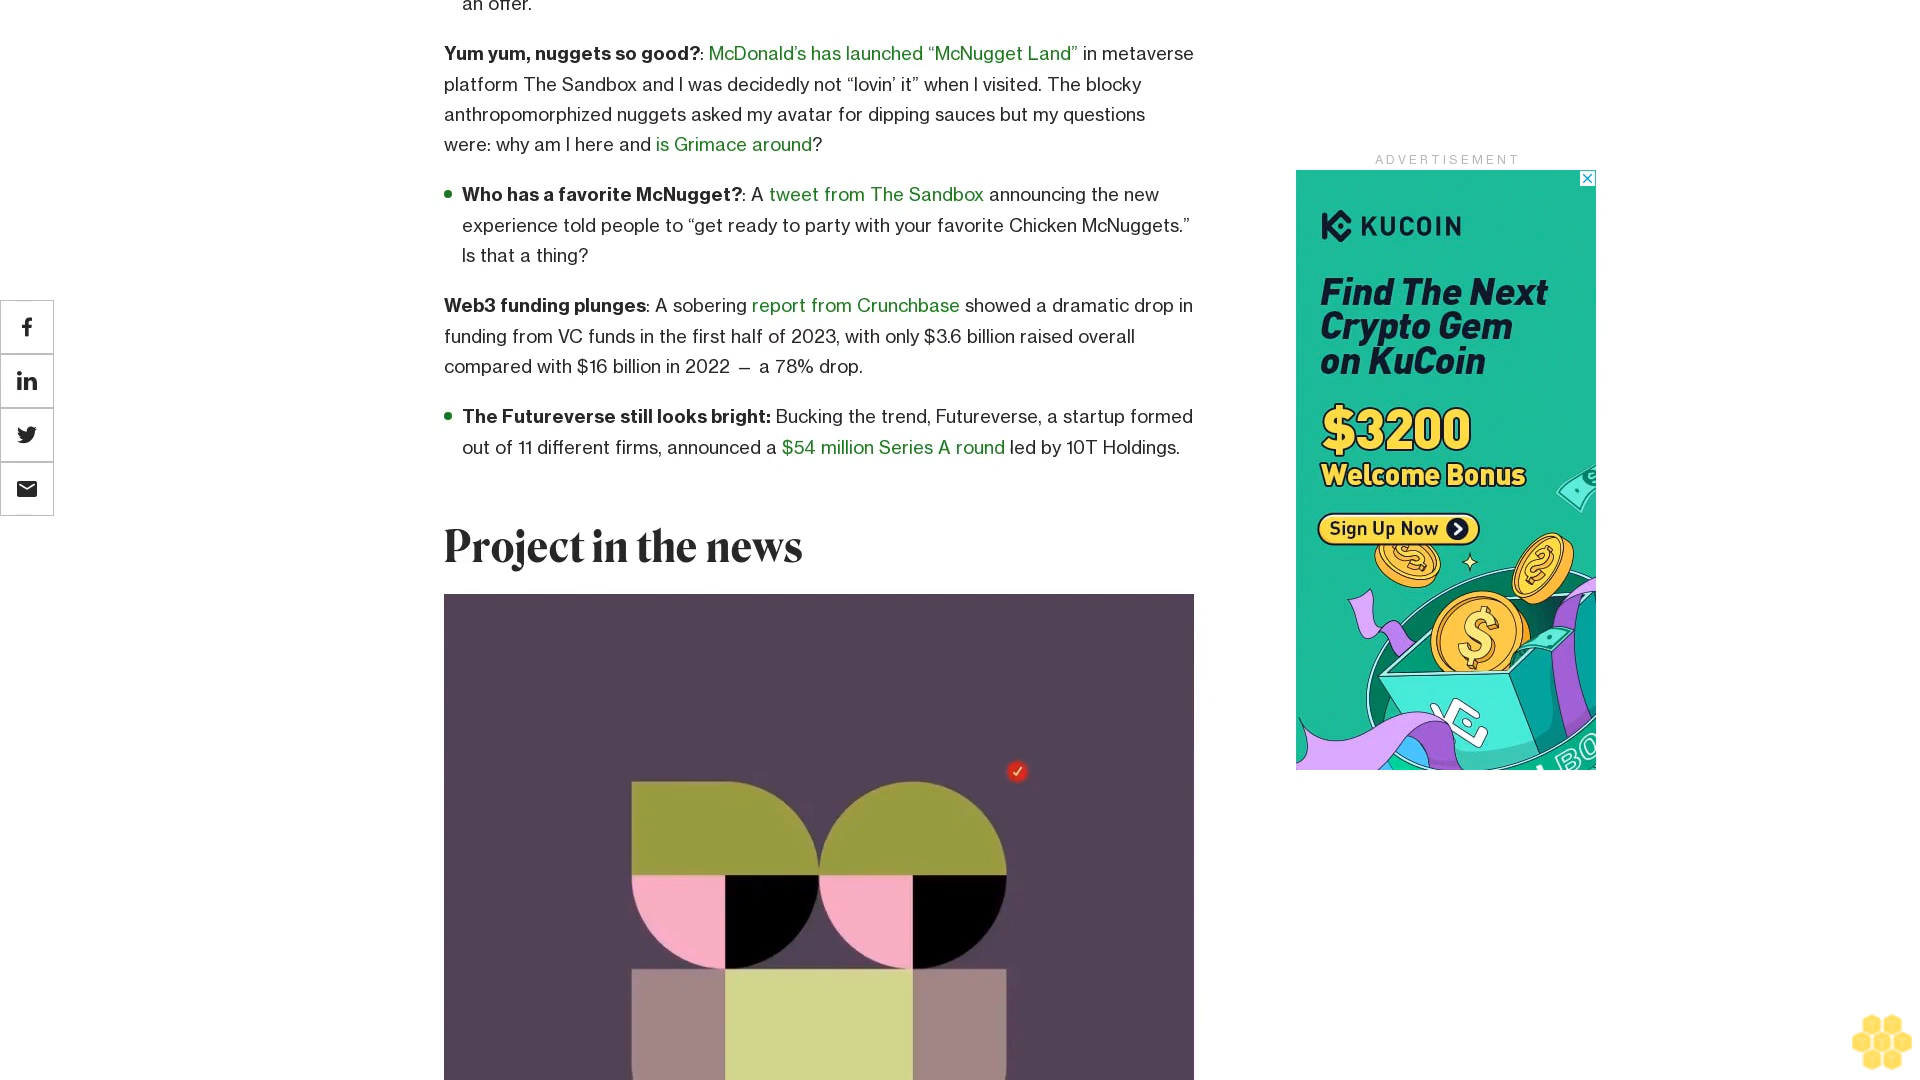 an offer.
Yum yum, nuggets so good?: McDonald’s has launched “McNugget Land” in metaverse
platform The Sandbox and I was decidedly not “lovin’ it” when I visited. The blocky
anthropomorphized nuggets asked my avatar for dipping sauces but my questions
were: why am I here and is Grimace around?
Who has a favorite McNugget?: A tweet from The Sandbox announcing the new
experience told people to “get ready to party with your favorite Chicken McNuggets.”
Is that a thing?
Web3 funding plunges: A sobering report from Crunchbase showed a dramatic drop in
funding from VC funds in the first half of 2023, with only $3.6 billion raised overall
compared with $16 billion in 2022 — a 78% drop.
The Futureverse still looks bright: Bucking the trend, Futureverse, a startup formed
out of 11 different firms, announced a $54 million Series A round led by 10T Holdings.
Project in the news
ADVERTISEMENT
KUCOIN
Find The Next
Crypto Gem
on KuCoin
$3200
Welcome Bonus
Sign Up Now